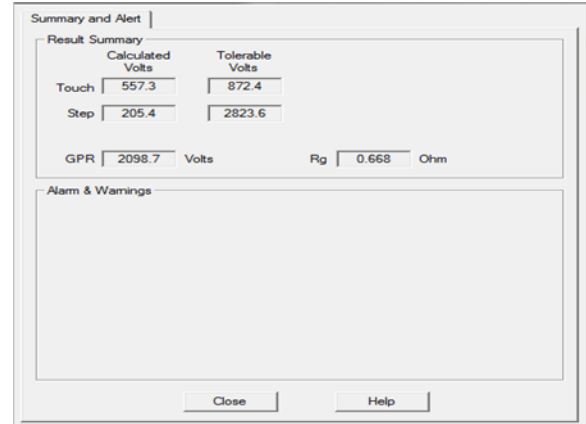 Summary and Alert
Result Summary
Calculated Volts Tolerable Volts
Touch 557.3 872.4
Step 205.4 2823.6
GPR 2098.7 Volts Rg 0.668 Ohm
Alarm & Warnings
Close Help